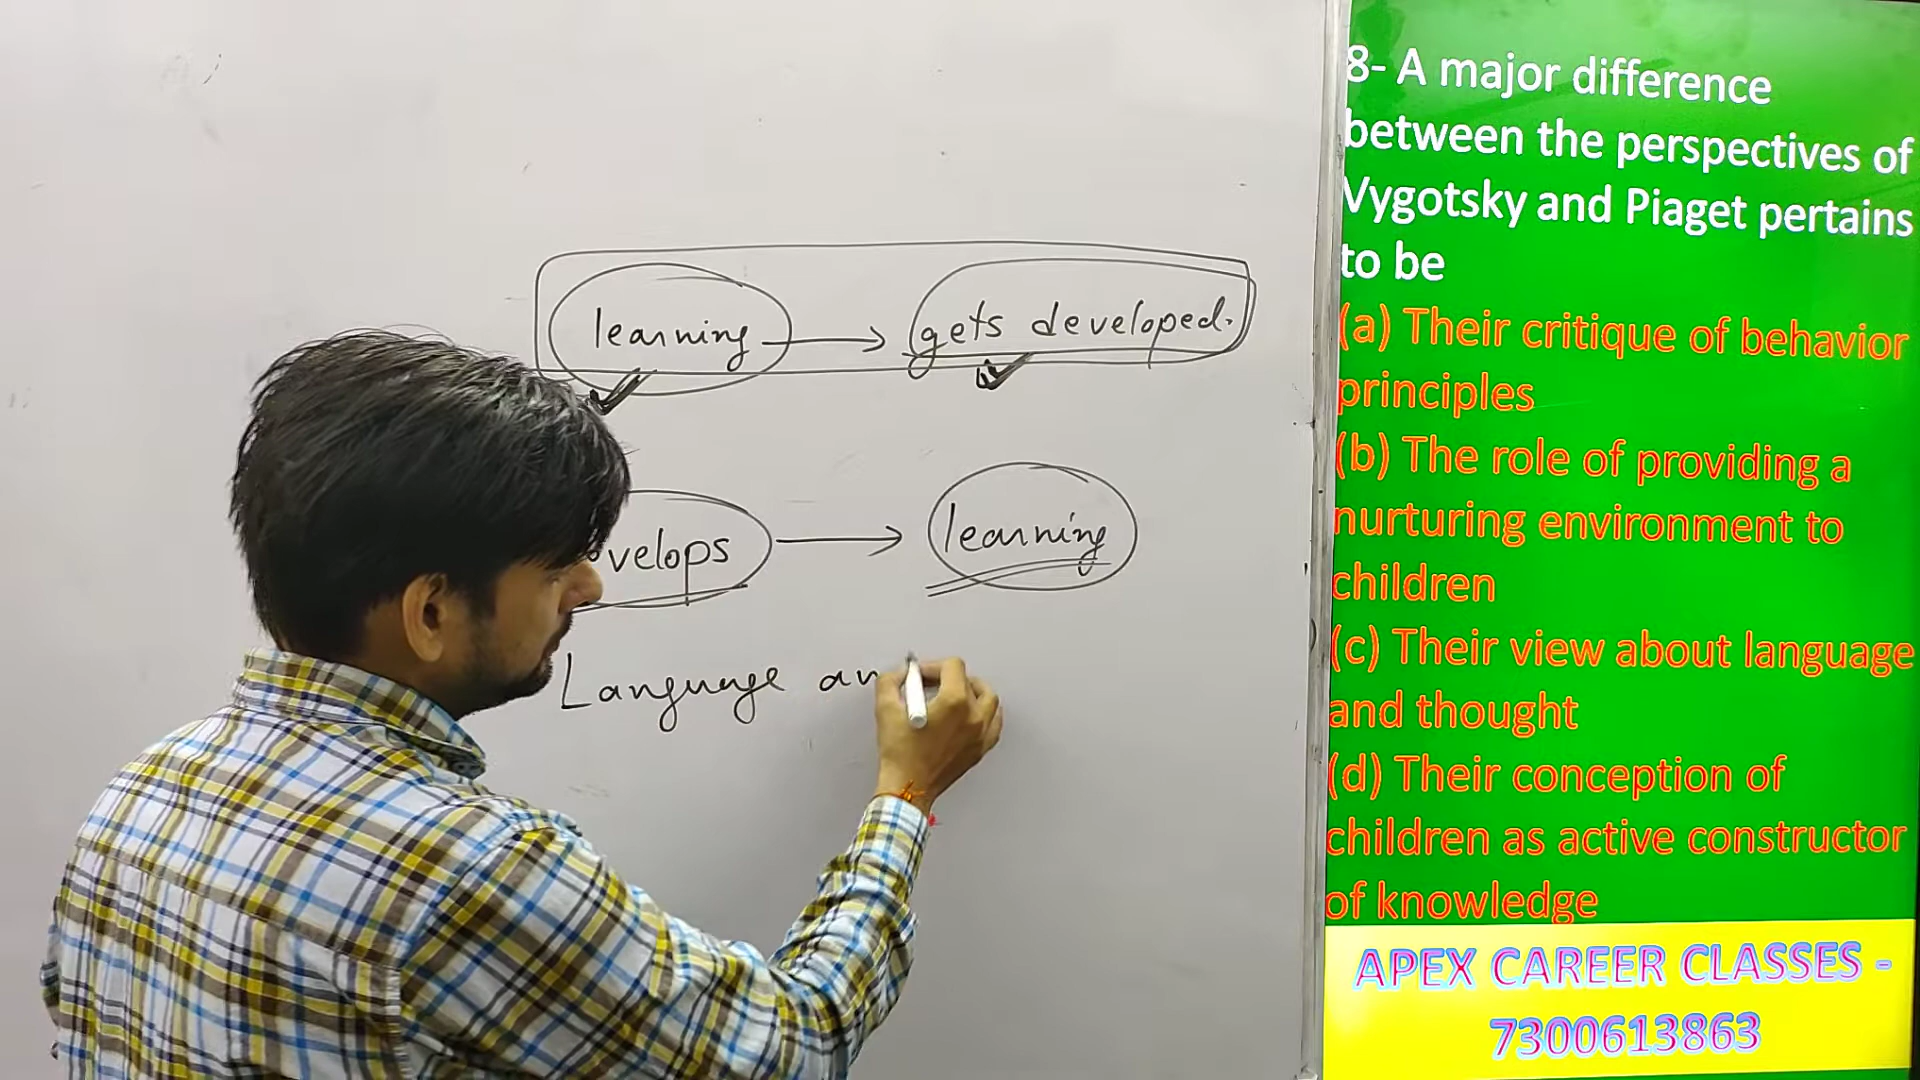 learning → gets developed.
velops → learning
Language an
8- A major difference
between the perspectives of
Vygotsky and Piaget pertains
to be
(a) Their critique of behavior
principles
(b) The role of providing a
nurturing environment to
children
(c) Their view about language
and thought
(d) Their conception of
children as active constructor
of knowledge
APEX CAREER CLASSES -
7300613863